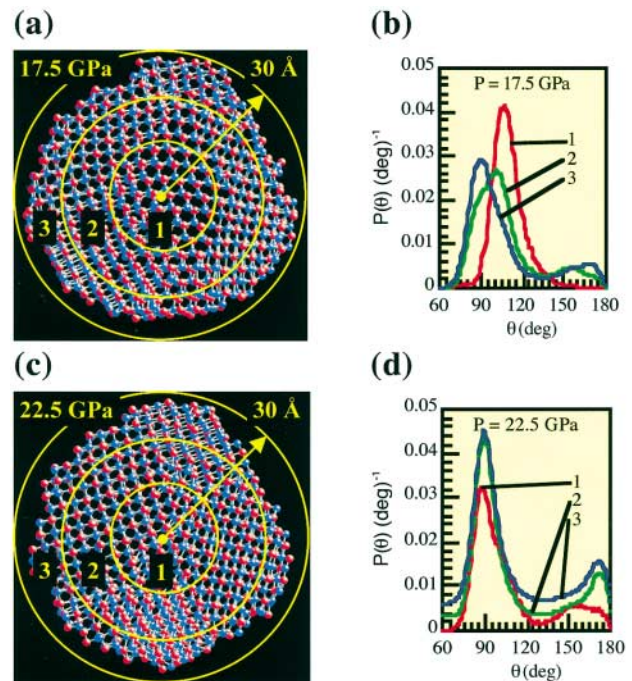 (a)
17.5 GPa
30 Å
3
2
1
(b)
0.05
0.04
0.03
0.02
0.01
0
P(θ) (deg)⁻¹
P = 17.5 GPa
1
2
3
60 90 120 150 180
θ (deg)
(c)
22.5 GPa
30 Å
3
2
1
(d)
0.05
0.04
0.03
0.02
0.01
0
P(θ) (deg)⁻¹
P = 22.5 GPa
1
2
3
60 90 120 150 180
θ (deg)